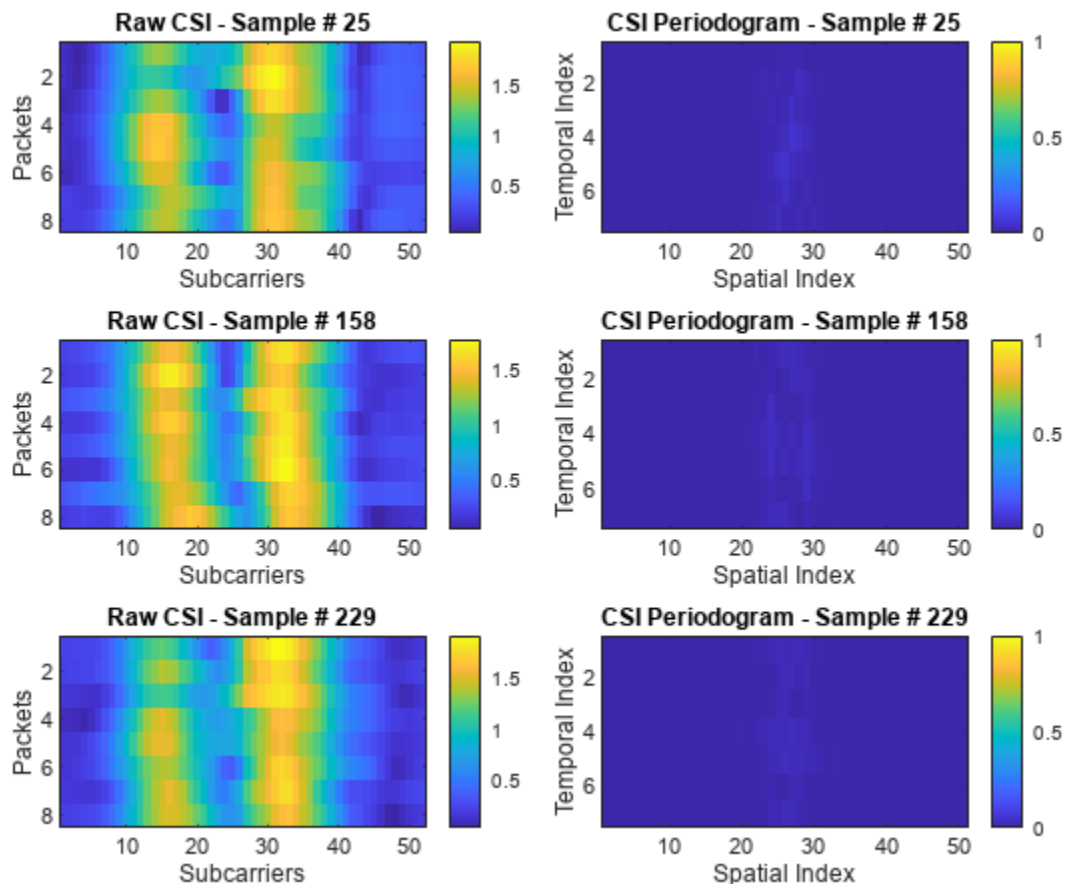 Raw CSI - Sample # 25
Packets
2
4
6
8
10 20 30 40 50
Subcarriers
1.5
1
0.5
CSI Periodogram - Sample # 25
Temporal Index
2
4
6
10 20 30 40 50
Spatial Index
1
0.5
0
Raw CSI - Sample # 158
Packets
2
4
6
8
10 20 30 40 50
Subcarriers
1.5
1
0.5
CSI Periodogram - Sample # 158
Temporal Index
2
4
6
10 20 30 40 50
Spatial Index
1
0.5
0
Raw CSI - Sample # 229
Packets
2
4
6
8
10 20 30 40 50
Subcarriers
1.5
1
0.5
CSI Periodogram - Sample # 229
Temporal Index
2
4
6
10 20 30 40 50
Spatial Index
1
0.5
0